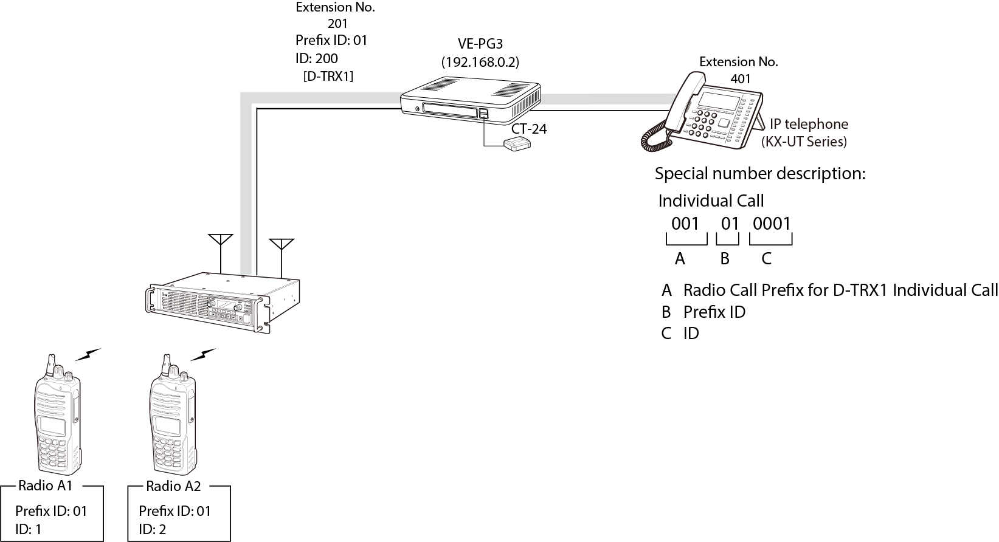 Extension No.
201
Prefix ID: 01
ID: 200
[D-TRX1]
VE-PG3
(192.168.0.2)
CT-24
Extension No.
401
IP telephone
(KX-UT Series)
Special number description:
Individual Call
001 01 0001
A B C
A Radio Call Prefix for D-TRX1 Individual Call
B Prefix ID
C ID
Radio A1
Prefix ID: 01
ID: 1
Radio A2
Prefix ID: 01
ID: 2